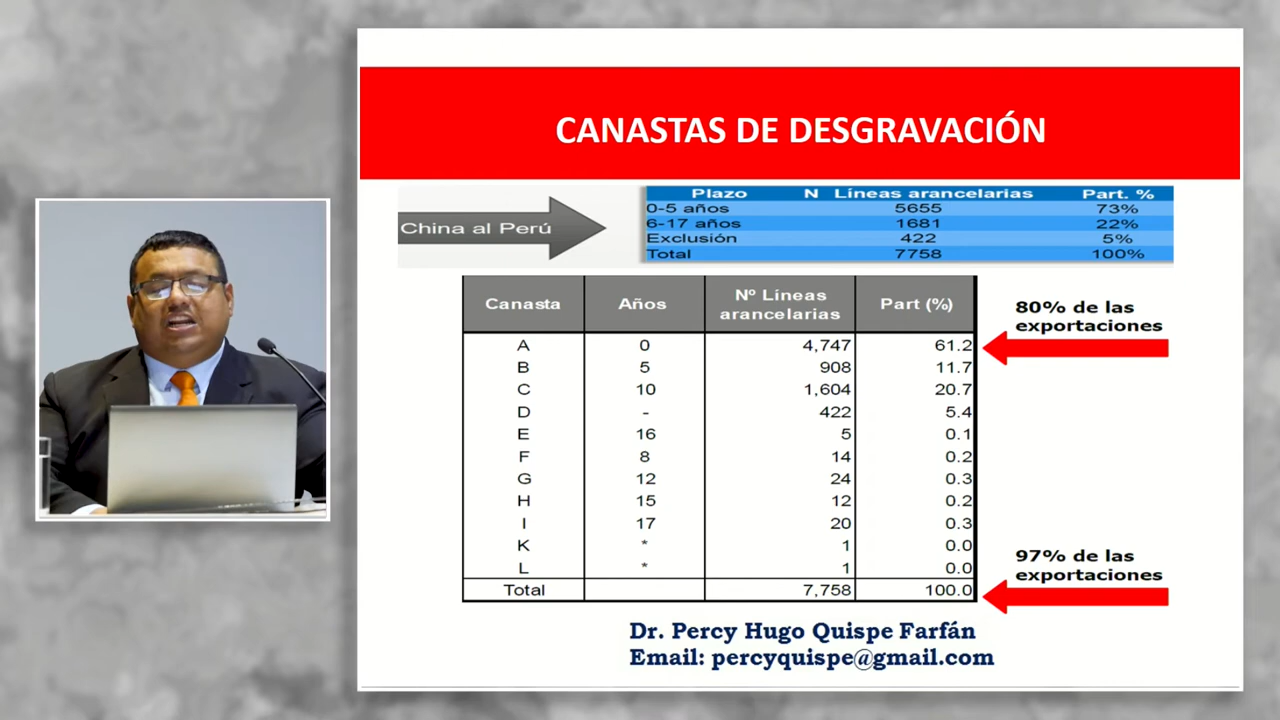 CANASTAS DE DESGRAVACIÓN
China al Perú
Plazo N Líneas arancelarias Part. %
0-5 años 5655 73%
6-17 años 1681 22%
Exclusión 422 5%
Total 7758 100%
Canasta Años Nº Lineas arancelarias Part (%)
A 0 4,747 61.2
B 5 908 11.7
C 10 1,604 20.7
D - 422 5.4
E 16 5 0.1
F 8 14 0.2
G 12 24 0.3
H 15 12 0.2
I 17 20 0.3
K * 1 0.0
L * 1 0.0
Total 7,758 100.0
80% de las
exportaciones
97% de las
exportaciones
Dr. Percy Hugo Quispe Farfán
Email: percyquispe@gmail.com